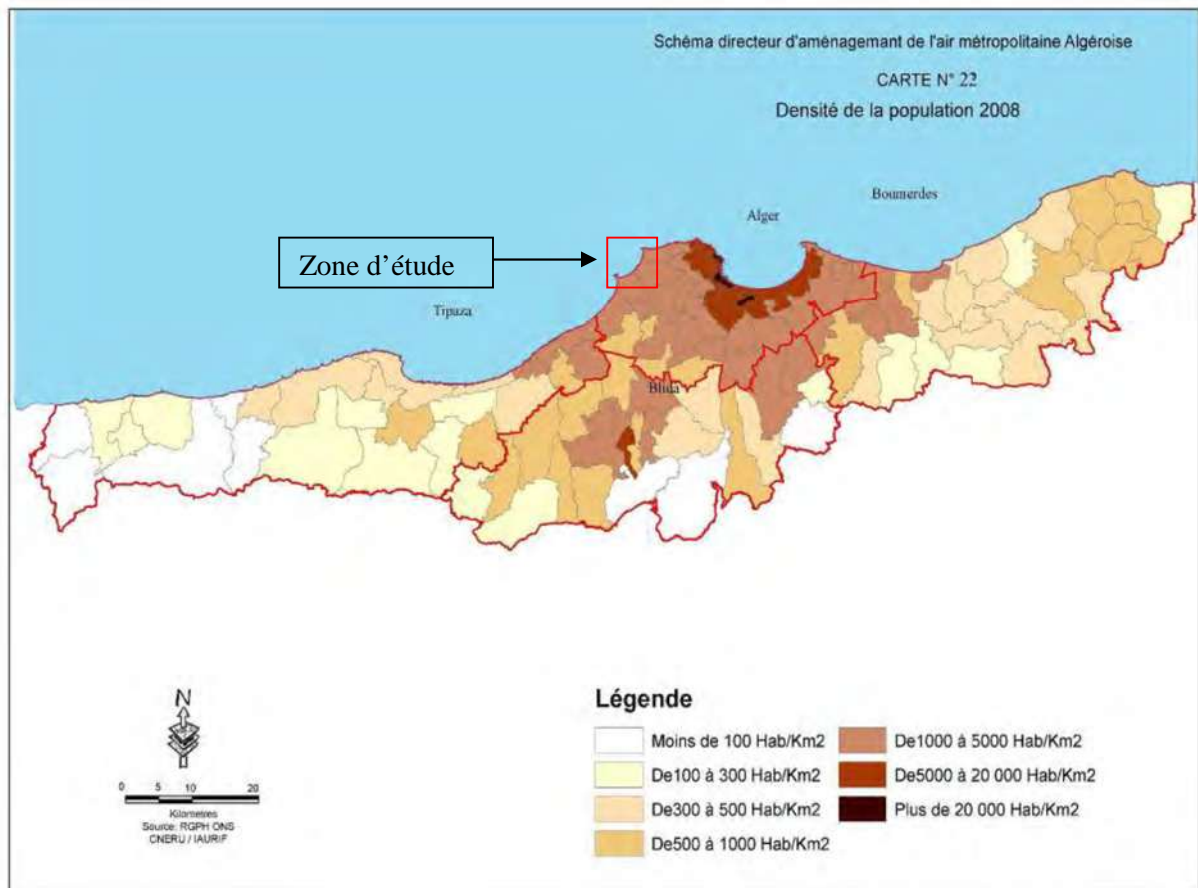 Schéma directeur d'aménagement de l'air métropolitaine Algéroise
CARTE N° 22
Densité de la population 2008
Boumerdes
Alger
Zone d'étude
Tipaza
Blida
N
0 5 10 20
Kilometres
Source: RGPH ONS
CNERU / IAURIF
Légende
Moins de 100 Hab/Km2
De100 à 300 Hab/Km2
De300 à 500 Hab/Km2
De500 à 1000 Hab/Km2
De1000 à 5000 Hab/Km2
De5000 à 20 000 Hab/Km2
Plus de 20 000 Hab/Km2